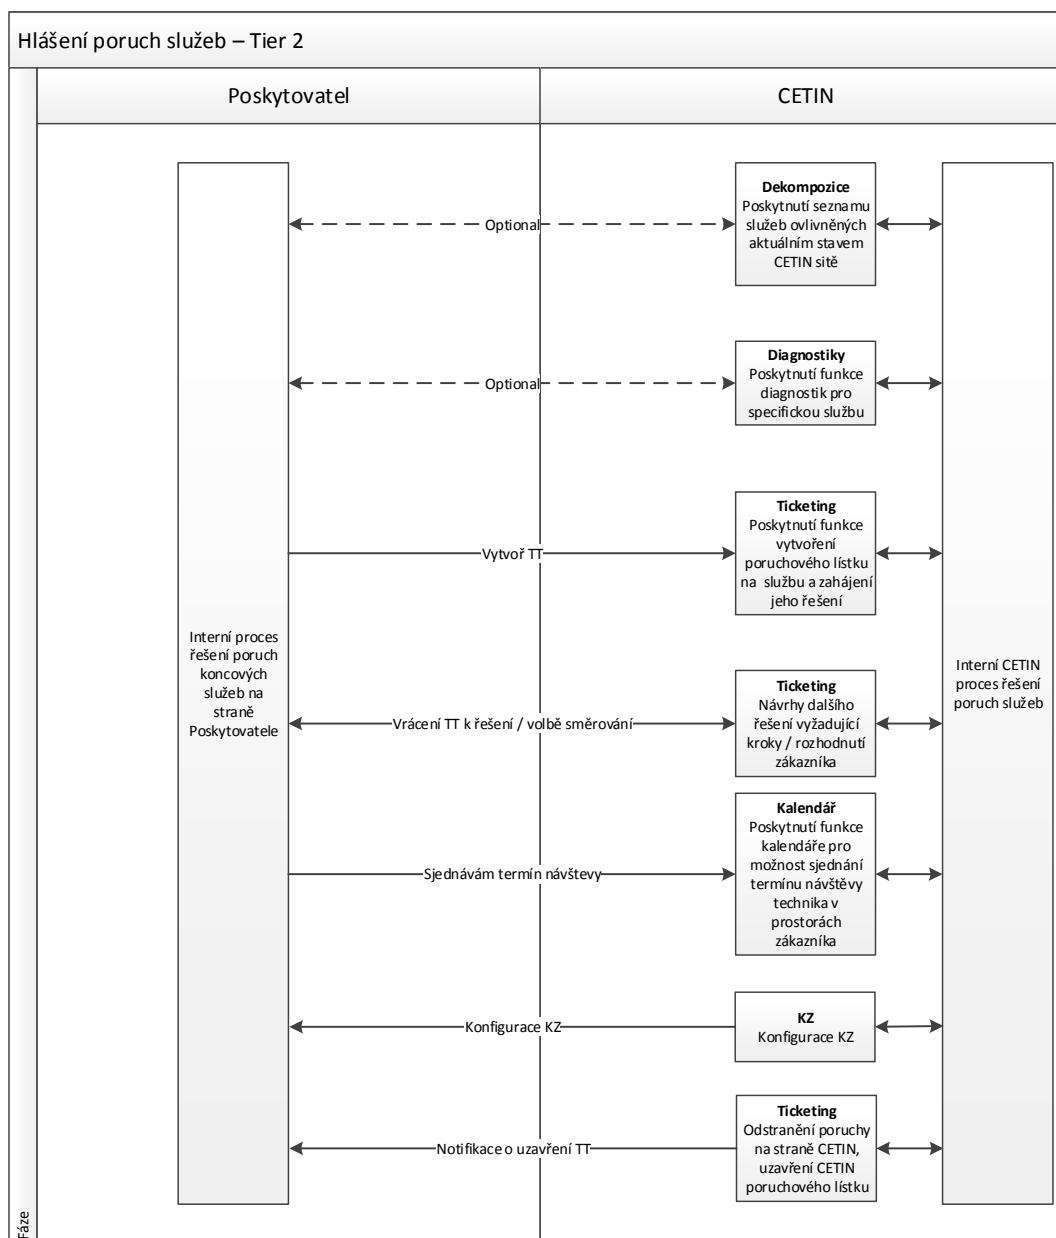 Hlášení poruch služeb – Tier 2
Poskytovatel
CETIN
Dekompozice
Poskytnutí seznamu
služeb ovlivněných
aktuálním stavem
CETIN sítě
Optional
Diagnostiky
Poskytnutí funkce
diagnostik pro
specifickou službu
Optional
Ticketing
Poskytnutí funkce
vytvoření
poruchového lístku
na službu a zahájení
jeho řešení
Vytvoř TT
Interní proces
řešení poruch
koncových
služeb na
straně
Poskytovatele
Interní CETIN
proces řešení
poruch služeb
Ticketing
Návrhy dalšího
řešení vyžadující
kroky / rozhodnutí
zákazníka
Vrácení TT k řešení / volbě směrování
Kalendář
Poskytnutí funkce
kalendáře pro
možnost sjednání
termínu návštěvy
technika v
prostorách
zákazníka
Sjednávám termín návštevy
KZ
Konfigurace KZ
Konfigurace KZ
Ticketing
Odstranění poruchy
na straně CETIN,
uzavření CETIN
poruchového lístku
Notifikace o uzavření TT
Fáze